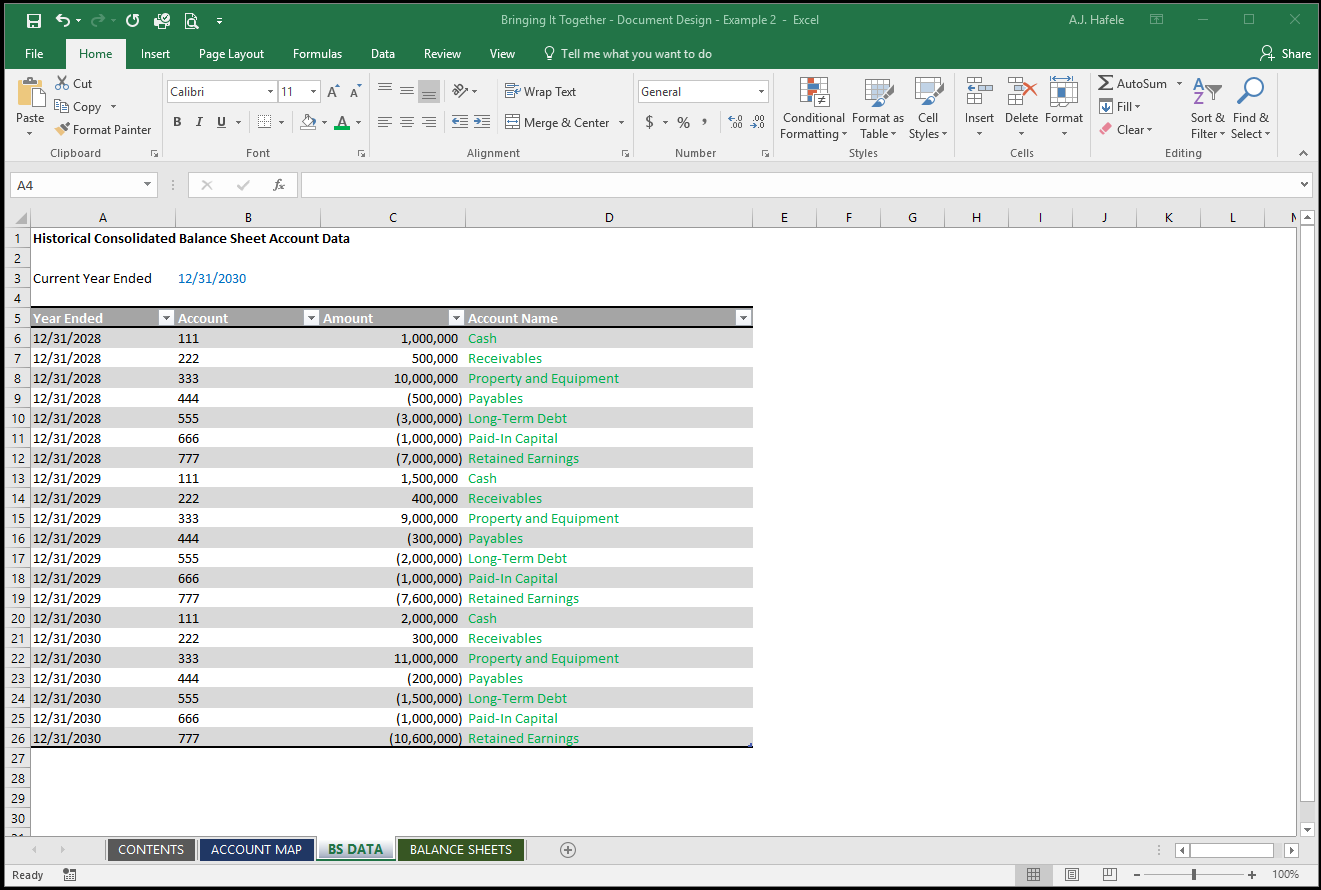 Bringing It Together - Document Design - Example 2 - Excel
A.J. Hafele
File Home Insert Page Layout Formulas Data Review View Tell me what you want to do Share
Paste
Cut
Copy
Format Painter
Clipboard
Calibri 11
B I U
Font
Wrap Text
Merge & Center
Alignment
General
$ % ,
Number
Conditional Formatting
Format as Table
Cell Styles
Styles
Insert
Delete
Format
Cells
AutoSum
Fill
Clear
Sort & Filter
Find & Select
Editing
A4
fx
A B C D E F G H I J K L
1 Historical Consolidated Balance Sheet Account Data
2
3 Current Year Ended 12/31/2030
4
5 Year Ended Account Amount Account Name
6 12/31/2028 111 1,000,000 Cash
7 12/31/2028 222 500,000 Receivables
8 12/31/2028 333 10,000,000 Property and Equipment
9 12/31/2028 444 (500,000) Payables
10 12/31/2028 555 (3,000,000) Long-Term Debt
11 12/31/2028 666 (1,000,000) Paid-In Capital
12 12/31/2028 777 (7,000,000) Retained Earnings
13 12/31/2029 111 1,500,000 Cash
14 12/31/2029 222 400,000 Receivables
15 12/31/2029 333 9,000,000 Property and Equipment
16 12/31/2029 444 (300,000) Payables
17 12/31/2029 555 (2,000,000) Long-Term Debt
18 12/31/2029 666 (1,000,000) Paid-In Capital
19 12/31/2029 777 (7,600,000) Retained Earnings
20 12/31/2030 111 2,000,000 Cash
21 12/31/2030 222 300,000 Receivables
22 12/31/2030 333 11,000,000 Property and Equipment
23 12/31/2030 444 (200,000) Payables
24 12/31/2030 555 (1,500,000) Long-Term Debt
25 12/31/2030 666 (1,000,000) Paid-In Capital
26 12/31/2030 777 (10,600,000) Retained Earnings
27
28
29
30
CONTENTS ACCOUNT MAP BS DATA BALANCE SHEETS
Ready
100%